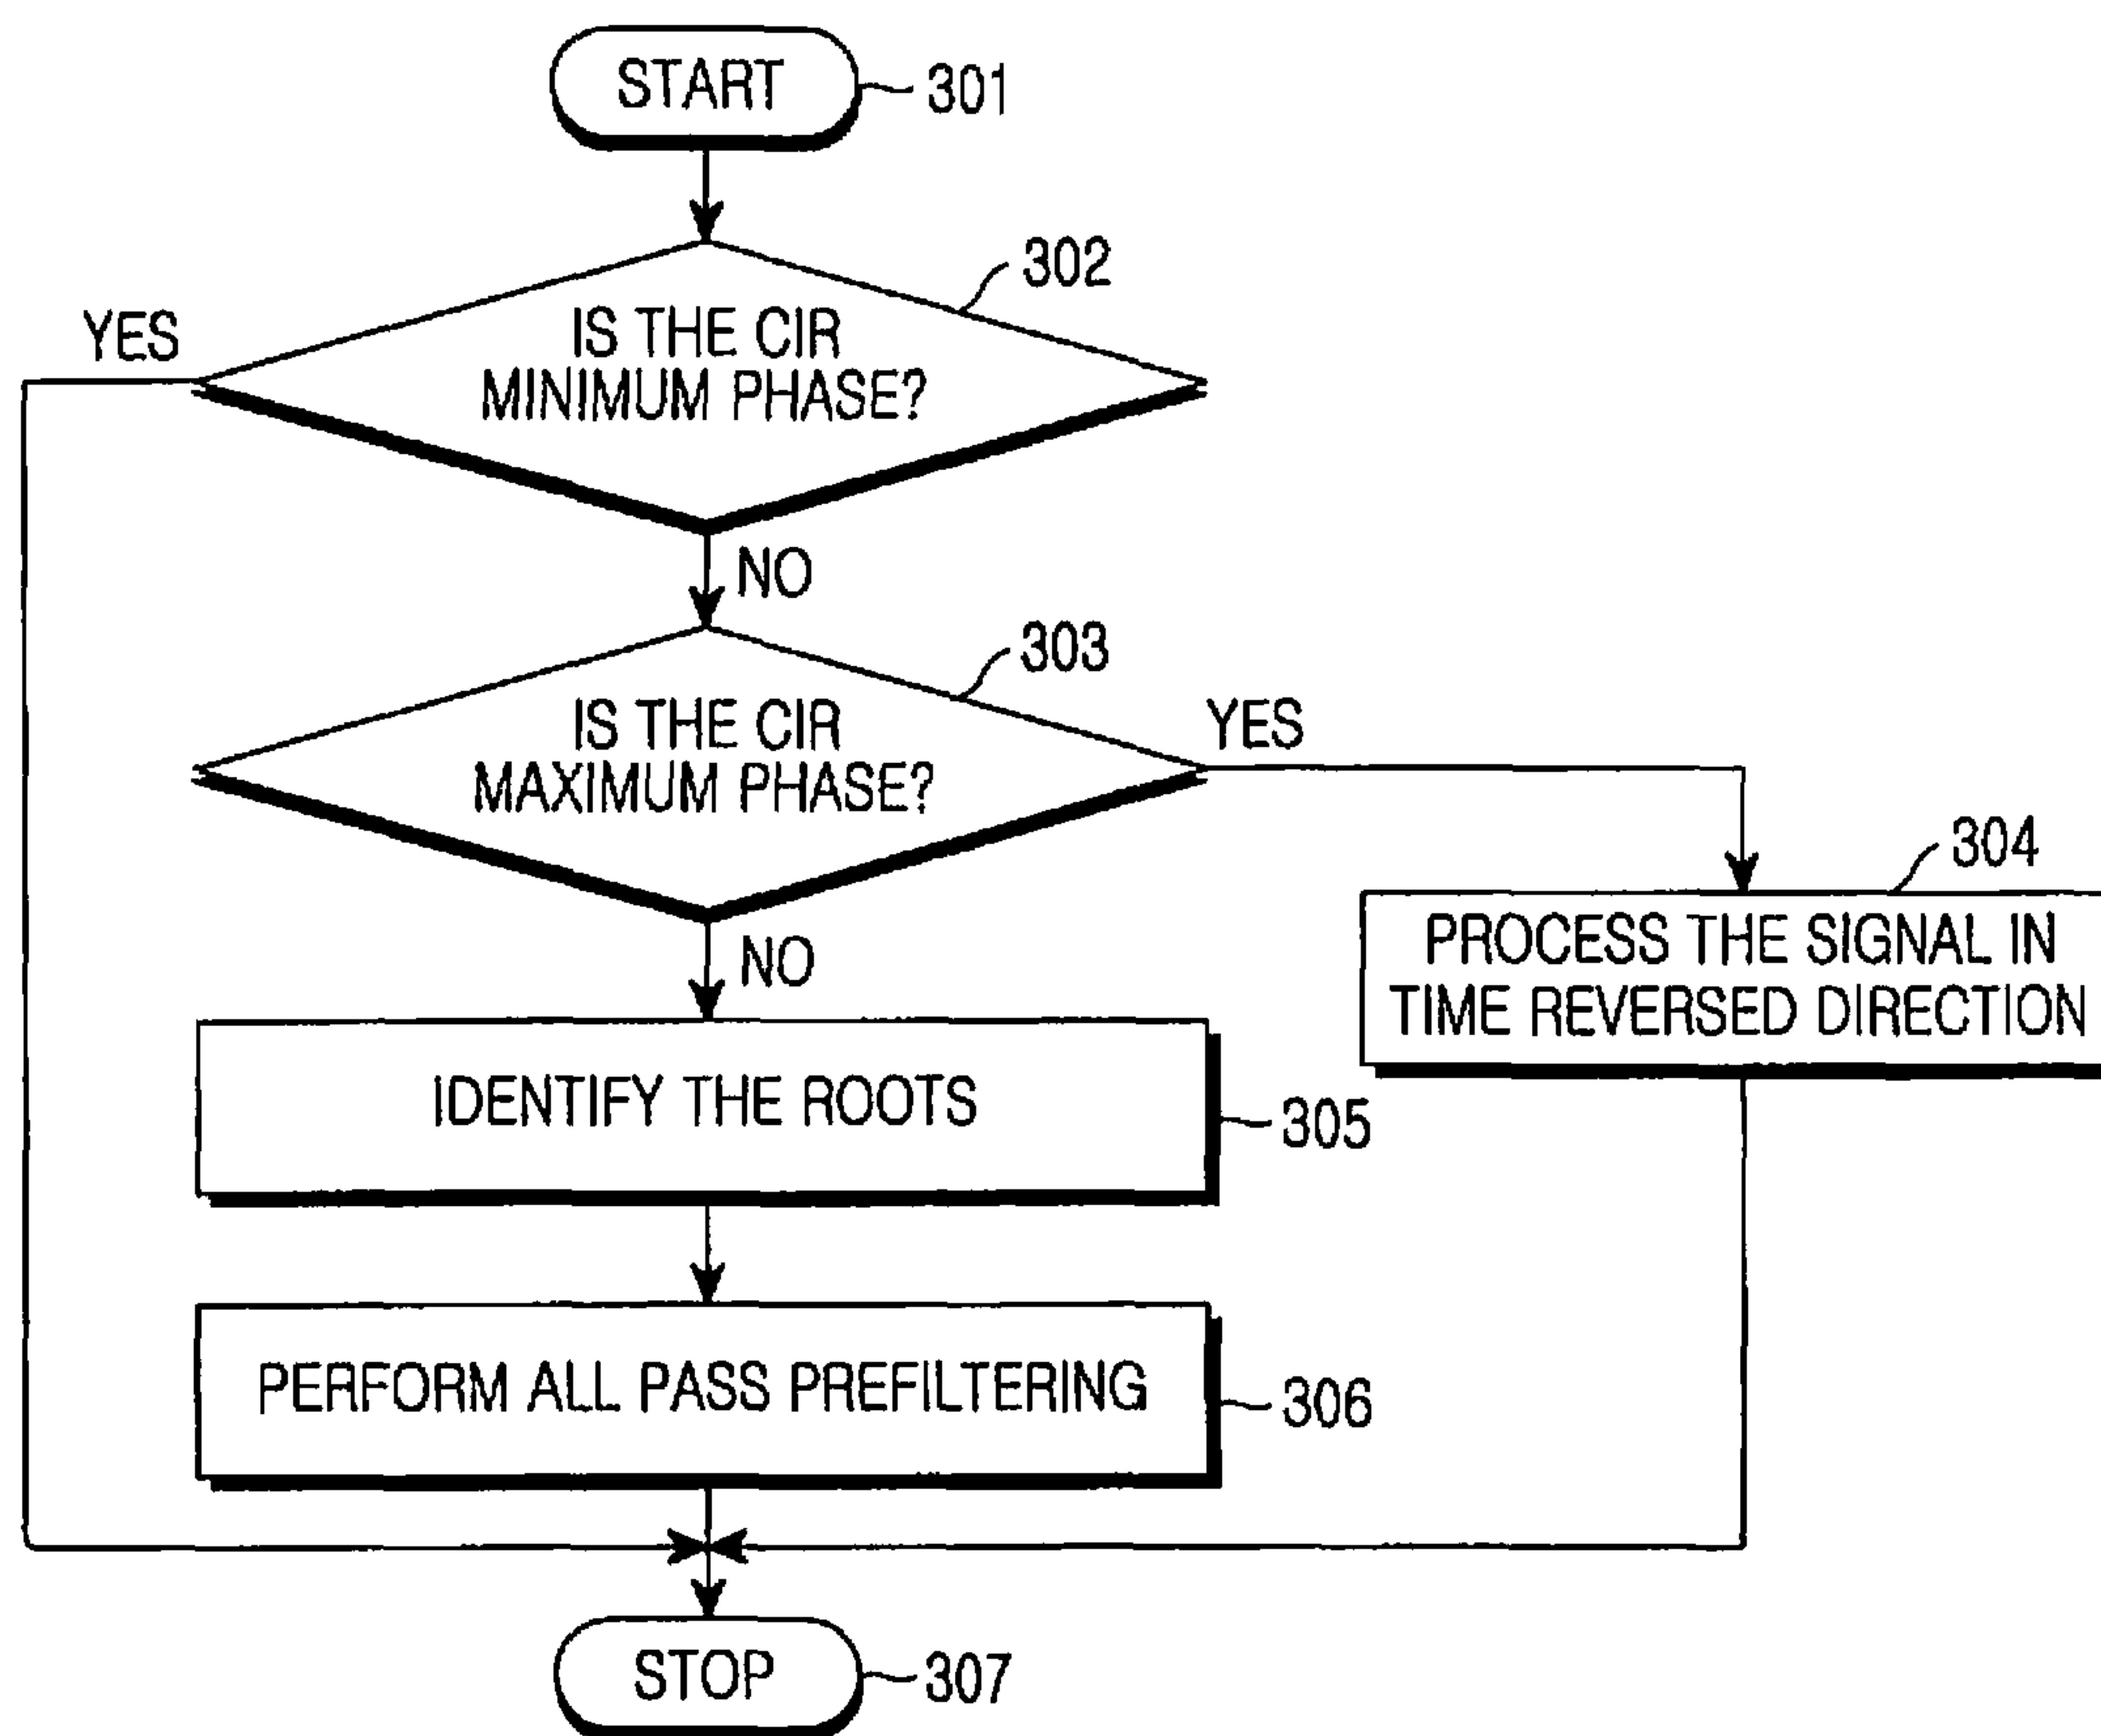 START
301
302
YES
IS THE CIR
MINIMUM PHASE?
NO
303
IS THE CIR
MAXIMUM PHASE?
YES
304
PROCESS THE SIGNAL IN
TIME REVERSED DIRECTION
NO
IDENTIFY THE ROOTS
305
PERFORM ALL PASS PREFILTERING
306
STOP
307